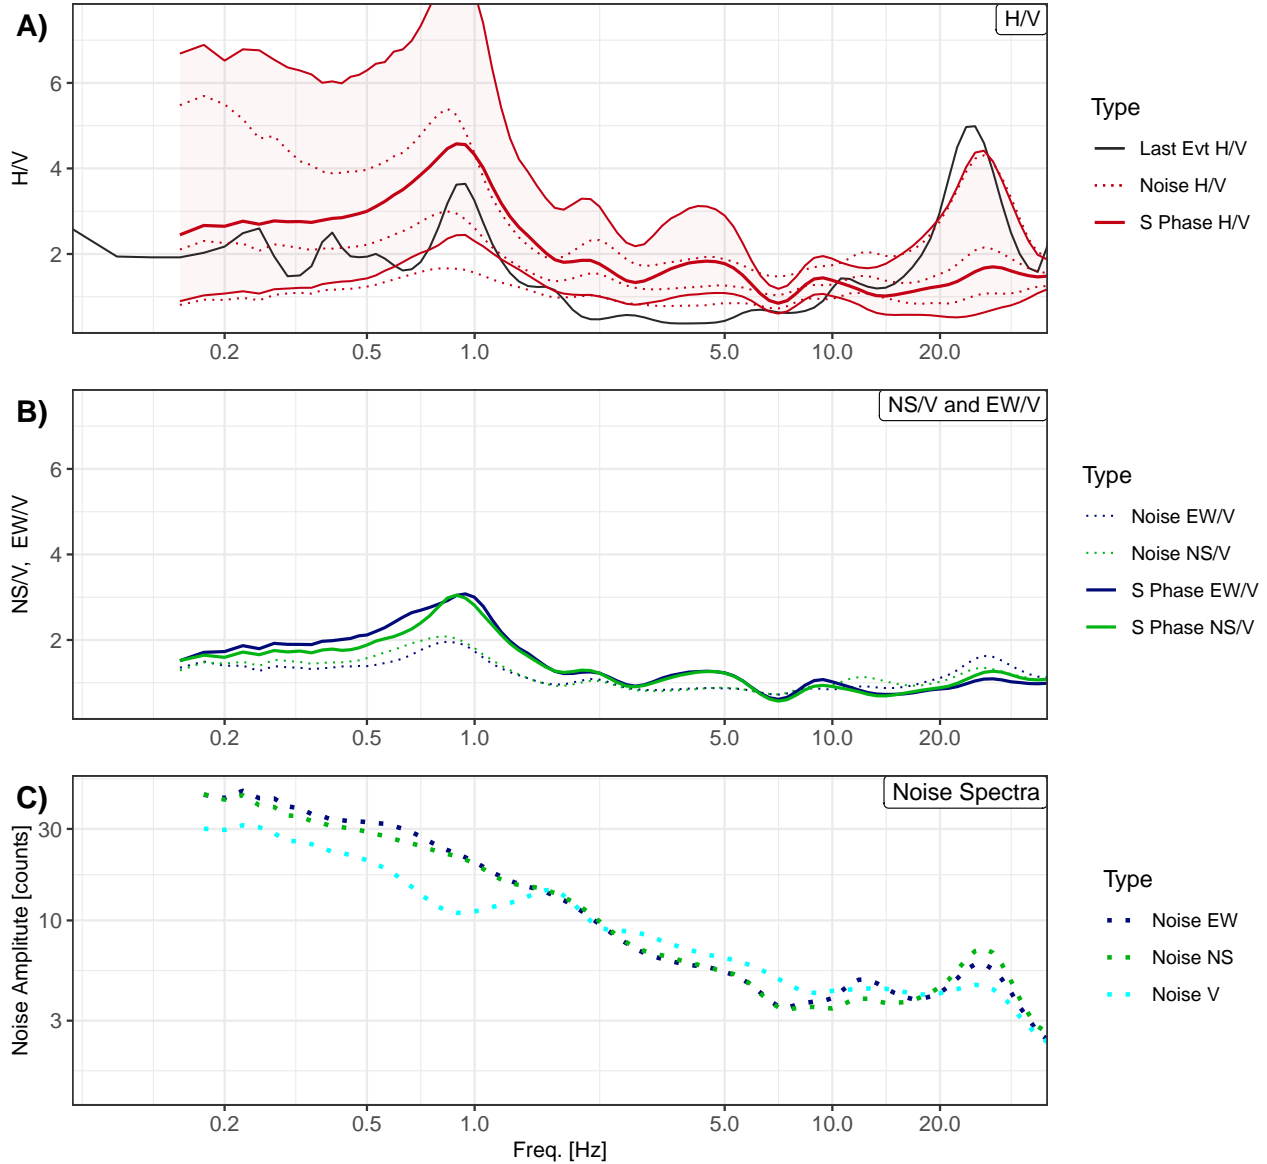 A)
H/V
H/V
6
4
2
0.2 0.5 1.0 5.0 10.0 20.0
Type
Last Evt H/V
Noise H/V
S Phase H/V
B)
NS/V and EW/V
NS/V, EW/V
6
4
2
0.2 0.5 1.0 5.0 10.0 20.0
Type
Noise EW/V
Noise NS/V
S Phase EW/V
S Phase NS/V
C)
Noise Spectra
Noise Amplitute [counts]
30
10
3
0.2 0.5 1.0 5.0 10.0 20.0
Freq. [Hz]
Type
Noise EW
Noise NS
Noise V